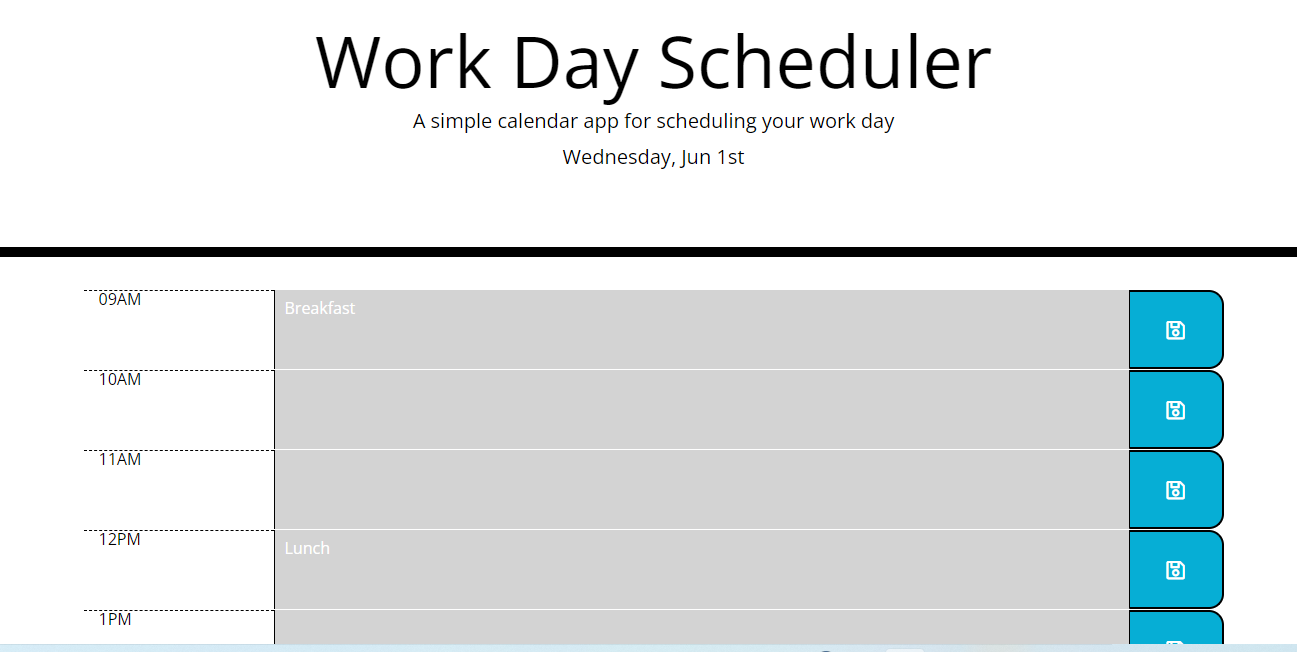 Work Day Scheduler
A simple calendar app for scheduling your work day
Wednesday, Jun 1st
09AM
Breakfast
10AM
11AM
12PM
Lunch
1PM